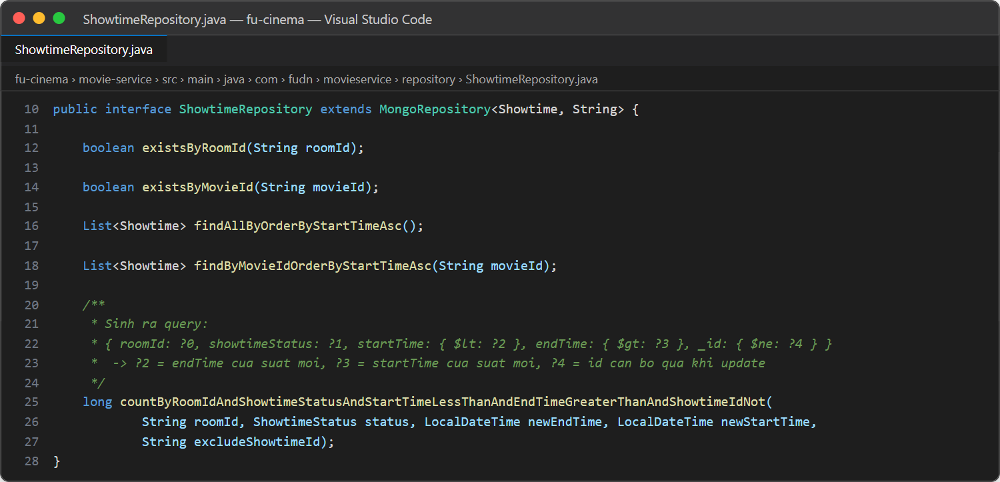 ShowtimeRepository.java — fu-cinema — Visual Studio Code
ShowtimeRepository.java
fu-cinema › movie-service › src › main › java › com › fudn › movieservice › repository › ShowtimeRepository.java
10 public interface ShowtimeRepository extends MongoRepository<Showtime, String> {
11
12     boolean existsByRoomId(String roomId);
13
14     boolean existsByMovieId(String movieId);
15
16     List<Showtime> findAllByOrderByStartTimeAsc();
17
18     List<Showtime> findByMovieIdOrderByStartTimeAsc(String movieId);
19
20     /**
21      * Sinh ra query:
22      * { roomId: ?0, showtimeStatus: ?1, startTime: { $lt: ?2 }, endTime: { $gt: ?3 }, _id: { $ne: ?4 } }
23      *  -> ?2 = endTime cua suat moi, ?3 = startTime cua suat moi, ?4 = id can bo qua khi update
24      */
25     long countByRoomIdAndShowtimeStatusAndStartTimeLessThanAndEndTimeGreaterThanAndShowtimeIdNot(
26             String roomId, ShowtimeStatus status, LocalDateTime newEndTime, LocalDateTime newStartTime,
27             String excludeShowtimeId);
28 }